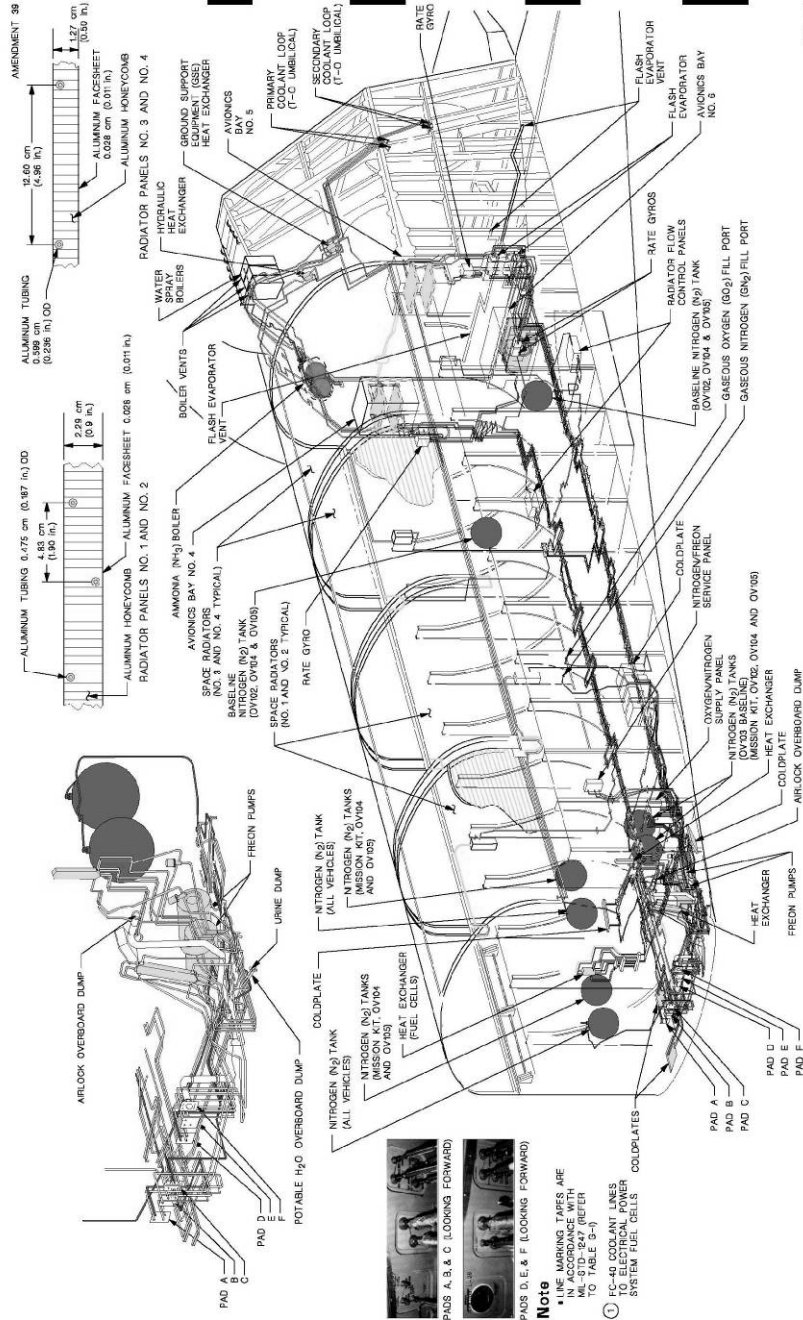 AMENDMENT 39
ALUMINUM TUBING
0.599 cm
(0.236 in.) OD
12.60 cm
(4.96 in.)
1.27 cm
(0.50 in.)
ALUMINUM FACESHEET
0.028 cm (0.011 in.)
ALUMINUM HONEYCOMB
RADIATOR PANELS NO. 3 AND NO. 4
ALUMINUM TUBING 0.475 cm (0.187 in.) OD
4.83 cm
(1.90 in.)
2.29 cm
(0.9 in.)
ALUMINUM HONEYCOMB
ALUMINUM FACESHEET 0.028 cm (0.011 in.)
RADIATOR PANELS NO. 1 AND NO. 2
AIRLOCK OVERBOARD DUMP
FREON PUMPS
URINE DUMP
POTABLE H2O OVERBOARD DUMP
PAD A
B
C
PAD D
E
F
WATER
SPRAY
BOILERS
HYDRAULIC
HEAT
EXCHANGER
GROUND SUPPORT
EQUIPMENT (GSE)
HEAT EXCHANGER
AVIONICS
BAY
NO. 5
PRIMARY
COOLANT LOOP
(T-O UMBILICAL)
SECONDARY
COOLANT LOOP
(T-O UMBILICAL)
RATE
GYRO
BOILER VENTS
FLASH EVAPORATOR
VENT
AMMONIA (NH3) BOILER
AVIONICS BAY NO. 4
SPACE RADIATORS
(NO. 3 AND NO. 4 TYPICAL)
BASELINE
NITROGEN (N2) TANK
(OV102, OV104 & OV105)
SPACE RADIATORS
(NO. 1 AND NO. 2 TYPICAL)
RATE GYRO
NITROGEN (N2) TANK
(ALL VEHICLES)
NITROGEN (N2) TANKS
(MISSION KIT, OV104
AND OV105)
COLDPLATE
NITROGEN (N2) TANK
(ALL VEHICLES)
NITROGEN (N2) TANKS
(MISSION KIT, OV104
AND OV105)
HEAT EXCHANGER
(FUEL CELLS)
FLASH
EVAPORATOR
VENT
FLASH
EVAPORATOR
AVIONICS BAY
NO. 6
RATE GYROS
RADIATOR FLOW
CONTROL PANELS
BASELINE NITROGEN (N2) TANK
(OV102, OV104 & OV105)
GASEOUS OXYGEN (GO2) FILL PORT
GASEOUS NITROGEN (GN2) FILL PORT
COLDPLATE
NITROGEN/FREON
SERVICE PANEL
OXYGEN/NITROGEN
SUPPLY PANEL
NITROGEN (N2) TANKS
(OV103 BASELINE)
(MISSION KIT, OV102, OV104 AND OV105)
HEAT EXCHANGER
COLDPLATE
AIRLOCK OVERBOARD DUMP
HEAT
EXCHANGER
FREON PUMPS
COLDPLATES
PAD A
PAD B
PAD C
PAD D
PAD E
PAD F
PADS A, B, & C (LOOKING FORWARD)
PADS D, E, & F (LOOKING FORWARD)
Note
* LINE MARKING TAPES ARE
IN ACCORDANCE WITH
MIL-STD-1247 (REFER
TO TABLE G-1)
1 FC-40 COOLANT LINES
TO ELECTRICAL POWER
SYSTEM FUEL CELLS